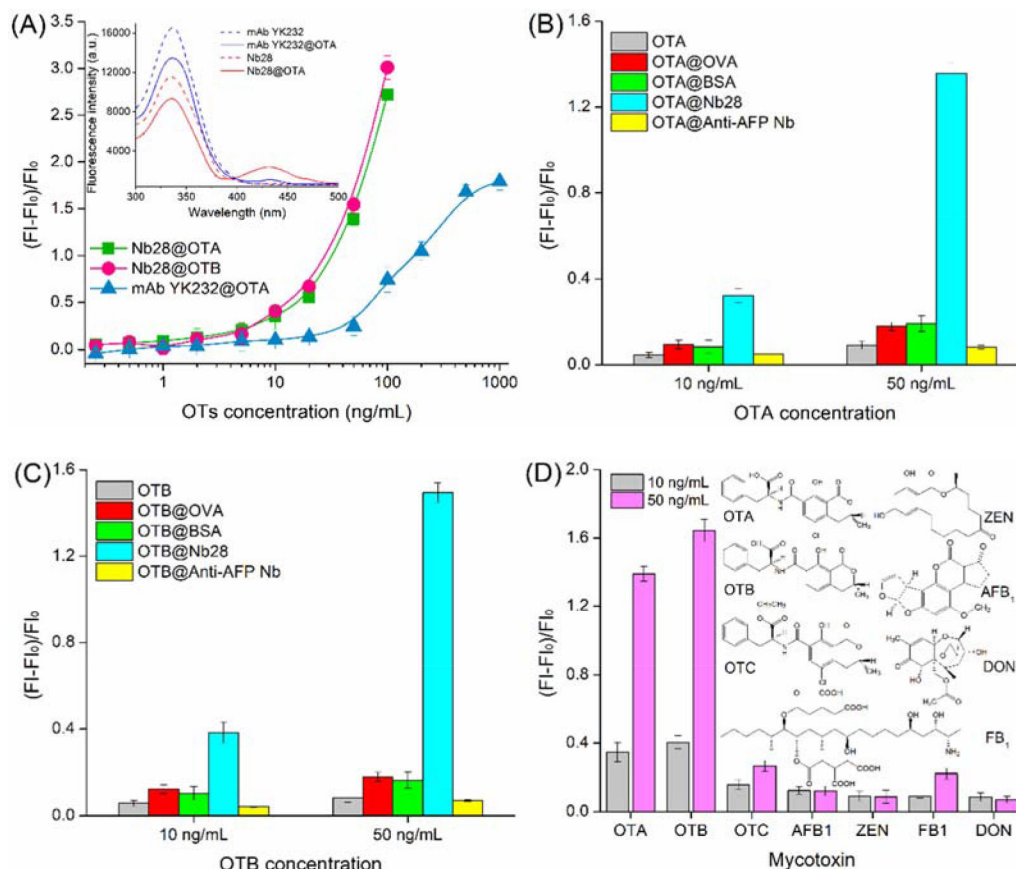 (A)
3.5
3.0
2.5
2.0
1.5
1.0
0.5
0.0
(FI-FI₀)/FI₀
16000
12000
8000
4000
Fluorescence intensity (a.u.)
mAb YK232
mAb YK232@OTA
Nb28
Nb28@OTA
300 350 400 450 500
Wavelength (nm)
Nb28@OTA
Nb28@OTB
mAb YK232@OTA
1 10 100 1000
OTs concentration (ng/mL)
(B)
1.6
1.2
0.8
0.4
0.0
(FI-FI₀)/FI₀
OTA
OTA@OVA
OTA@BSA
OTA@Nb28
OTA@Anti-AFP Nb
10 ng/mL 50 ng/mL
OTA concentration
(C)
1.6
1.2
0.8
0.4
0.0
(FI-FI₀)/FI₀
OTB
OTB@OVA
OTB@BSA
OTB@Nb28
OTB@Anti-AFP Nb
10 ng/mL 50 ng/mL
OTB concentration
(D)
2.0
1.6
1.2
0.8
0.4
0.0
(FI-FI₀)/FI₀
10 ng/mL
50 ng/mL
OTA
ZEN
OTB
AFB₁
OTC
DON
FB₁
OTA OTB OTC AFB1 ZEN FB1 DON
Mycotoxin